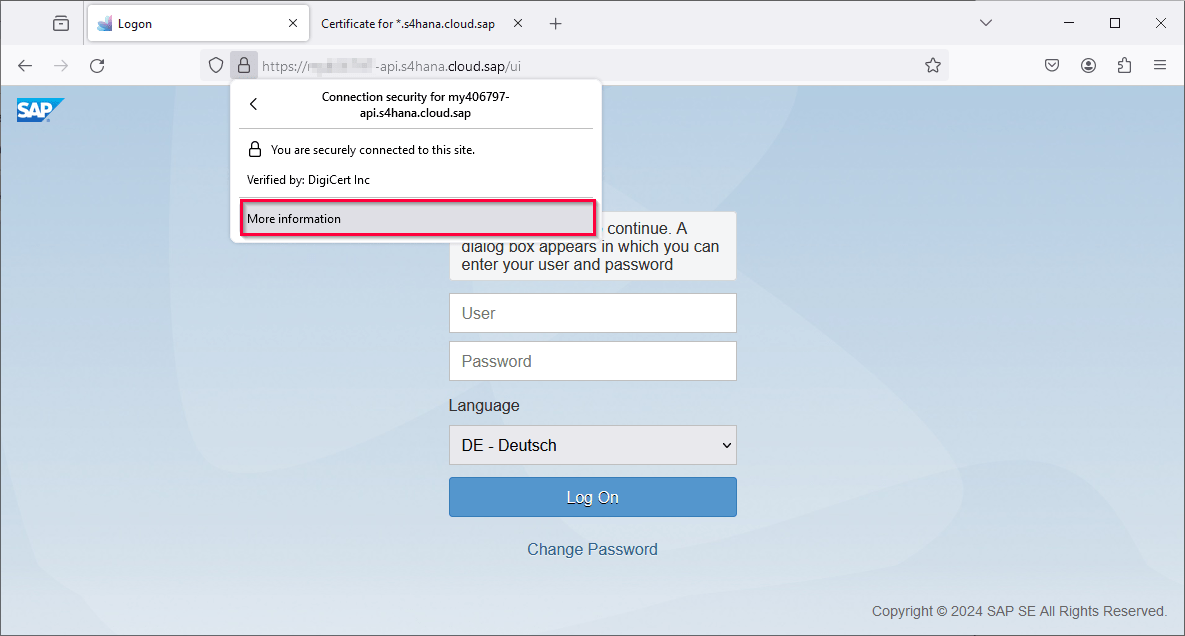 Logon
Certificate for *.s4hana.cloud.sap
https:// -api.s4hana.cloud.sap/ui
SAP
Connection security for my406797-
api.s4hana.cloud.sap
You are securely connected to this site.
Verified by: DigiCert Inc
More information
continue. A
dialog box appears in which you can
enter your user and password
User
Password
Language
DE - Deutsch
Log On
Change Password
Copyright © 2024 SAP SE All Rights Reserved.